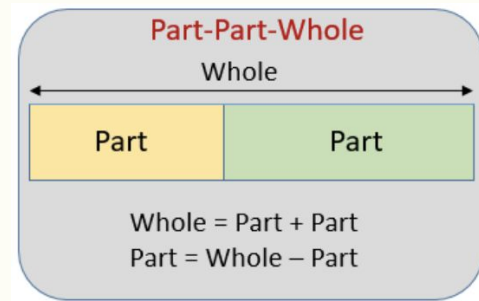 Part-Part-Whole
Whole
Part Part
Whole = Part + Part
Part = Whole – Part